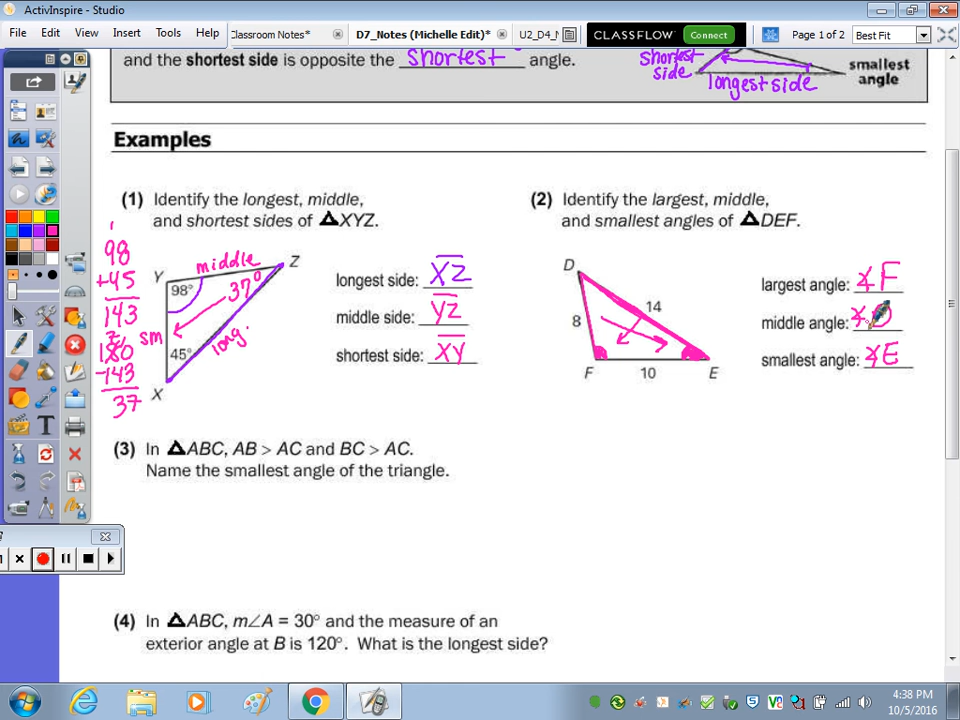 ActivInspire - Studio
File Edit View Insert Tools Help
Classroom Notes* D7_Notes (Michelle Edit)* U2_D4_N
CLASSFLOW Connect
Page 1 of 2 Best Fit
and the shortest side is opposite the shortest angle.
shortest side
longest side
smallest angle
Examples
(1) Identify the longest, middle,
and shortest sides of △XYZ.
(2) Identify the largest, middle,
and smallest angles of △DEF.
1
98
+45
143
180
-143
37
Y
middle
Z
98°
37°
sm
long.
45°
X
longest side: XZ
middle side: YZ
shortest side: XY
D
14
8
F
10
E
largest angle: ∡F
middle angle: ∡D
smallest angle: ∡E
(3) In △ABC, AB > AC and BC > AC.
Name the smallest angle of the triangle.
(4) In △ABC, m∠A = 30° and the measure of an
exterior angle at B is 120°. What is the longest side?
4:38 PM
10/5/2016